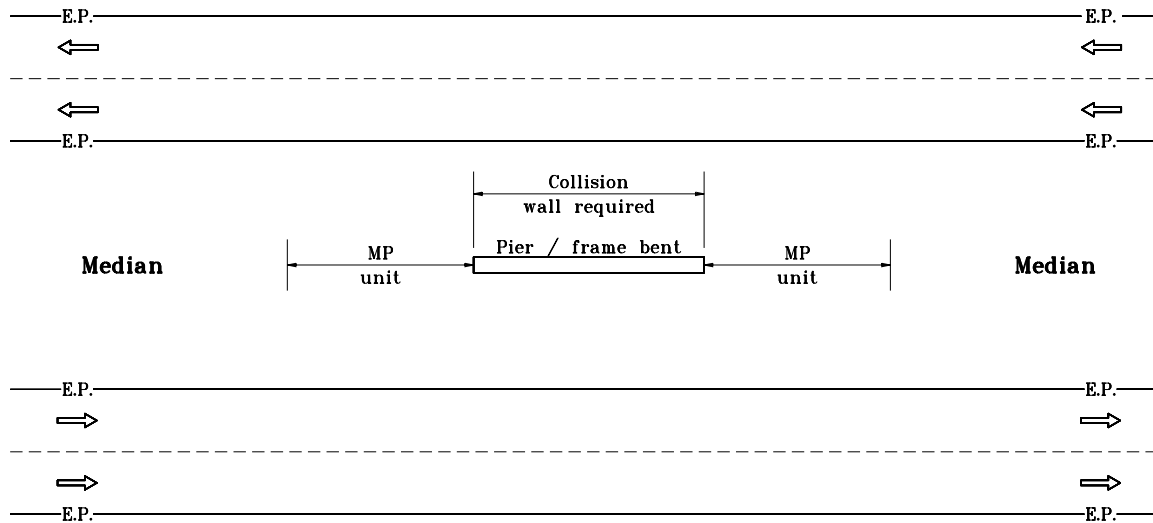 E.P. E.P.
E.P. E.P.
Collision
wall required
Pier / frame bent
Median MP MP Median
unit unit
E.P. E.P.
E.P. E.P.